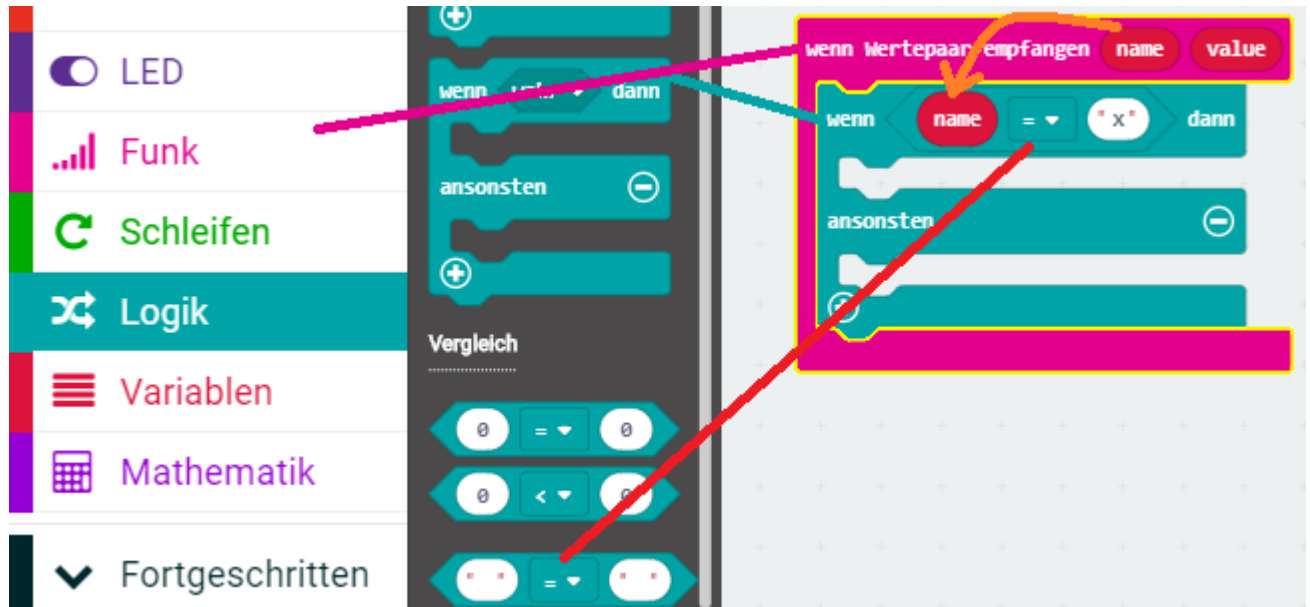 LED
Funk
Schleifen
Logik
Variablen
Mathematik
Fortgeschritten
wenn dann
ansonsten
Vergleich
0 = 0
0 < 0
" " = " "
wenn Wertepaar empfangen name value
wenn name = "x" dann
ansonsten